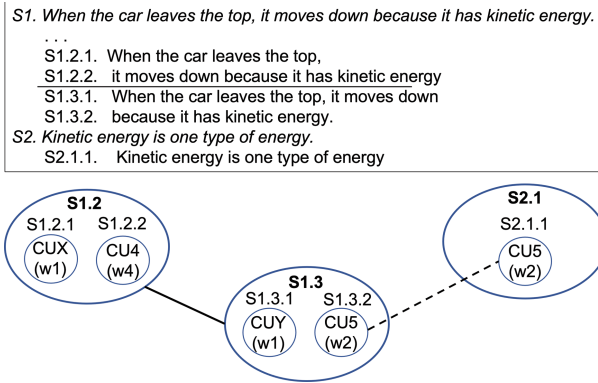 S1. When the car leaves the top, it moves down because it has kinetic energy.
. . .
S1.2.1. When the car leaves the top,
S1.2.2. it moves down because it has kinetic energy
S1.3.1. When the car leaves the top, it moves down
S1.3.2. because it has kinetic energy.
S2. Kinetic energy is one type of energy.
S2.1.1. Kinetic energy is one type of energy
S1.2
S1.2.1 S1.2.2
CUX CU4
(w1) (w4)
S1.3
S1.3.1 S1.3.2
CUY CU5
(w1) (w2)
S2.1
S2.1.1
CU5
(w2)